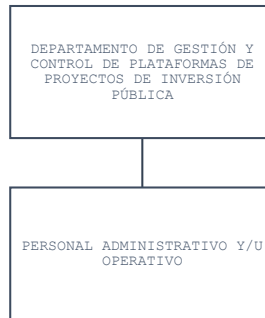 DEPARTAMENTO DE GESTIÓN Y
CONTROL DE PLATAFORMAS DE
PROYECTOS DE INVERSIÓN
PÚBLICA
PERSONAL ADMINISTRATIVO Y/U
OPERATIVO